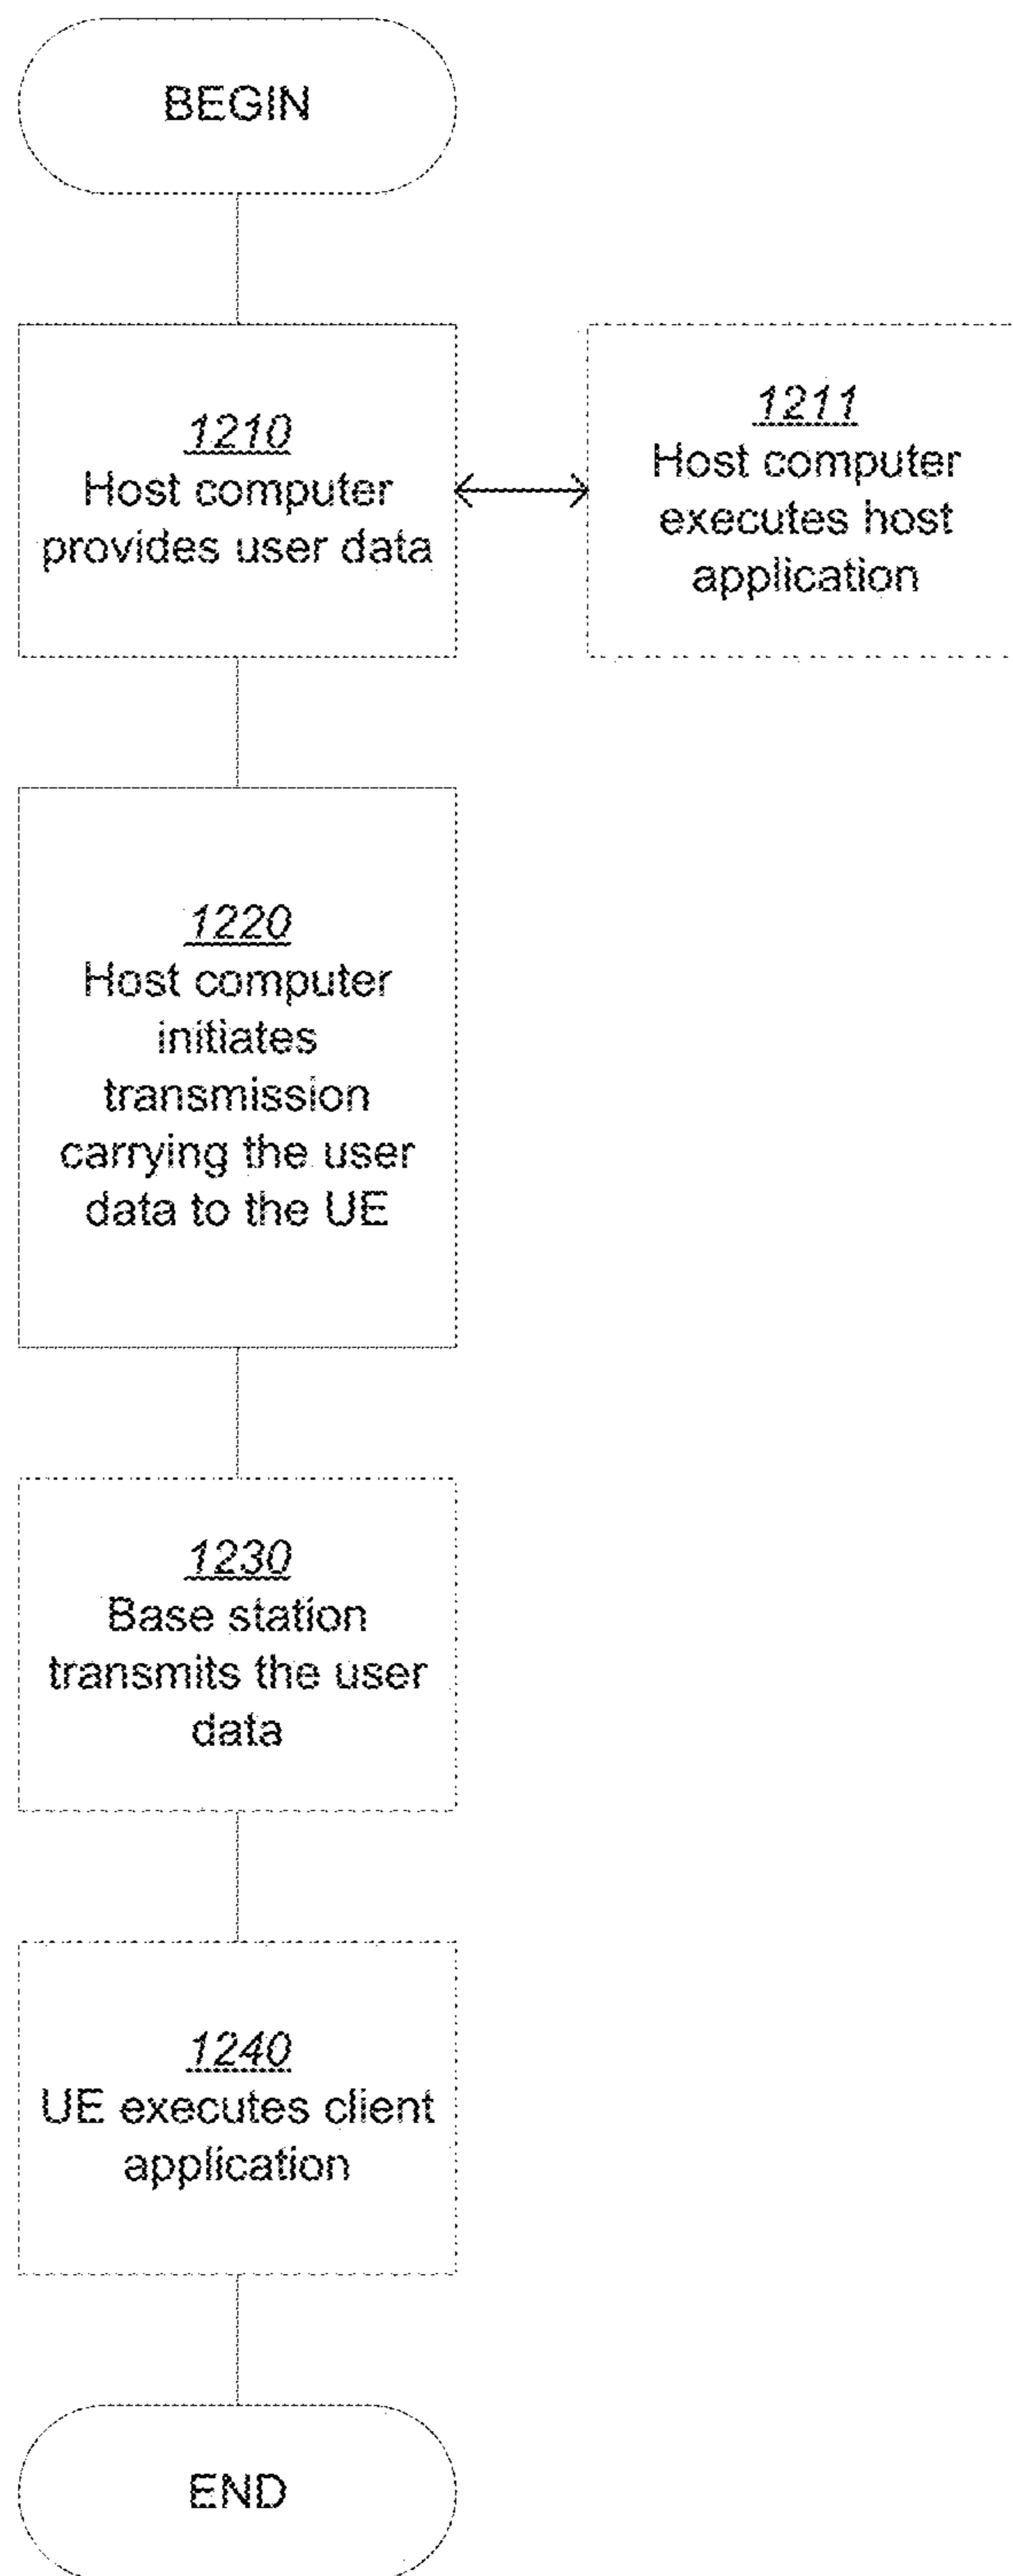 BEGIN
1210
Host computer
provides user data
1211
Host computer
executes host
application
1220
Host computer
initiates
transmission
carrying the user
data to the UE
1230
Base station
transmits the user
data
1240
UE executes client
application
END